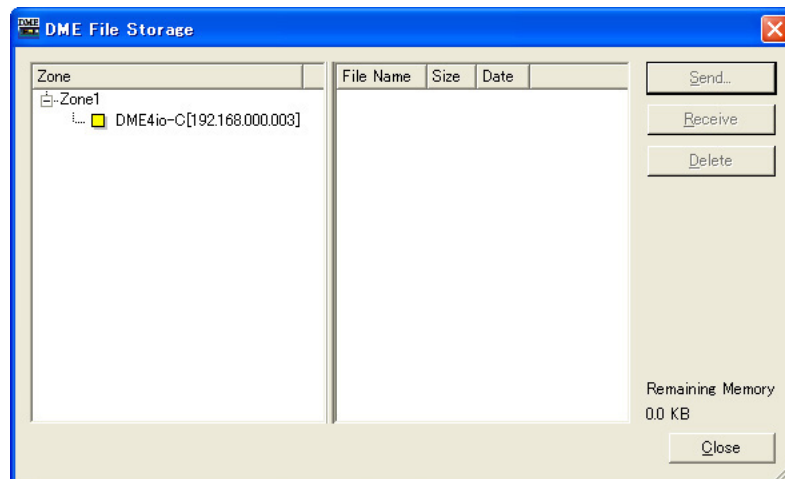 DME File Storage
Zone
File Name Size Date
Send...
Zone1
DME4io-C[192.168.000.003]
Receive
Delete
Remaining Memory
0.0 KB
Close